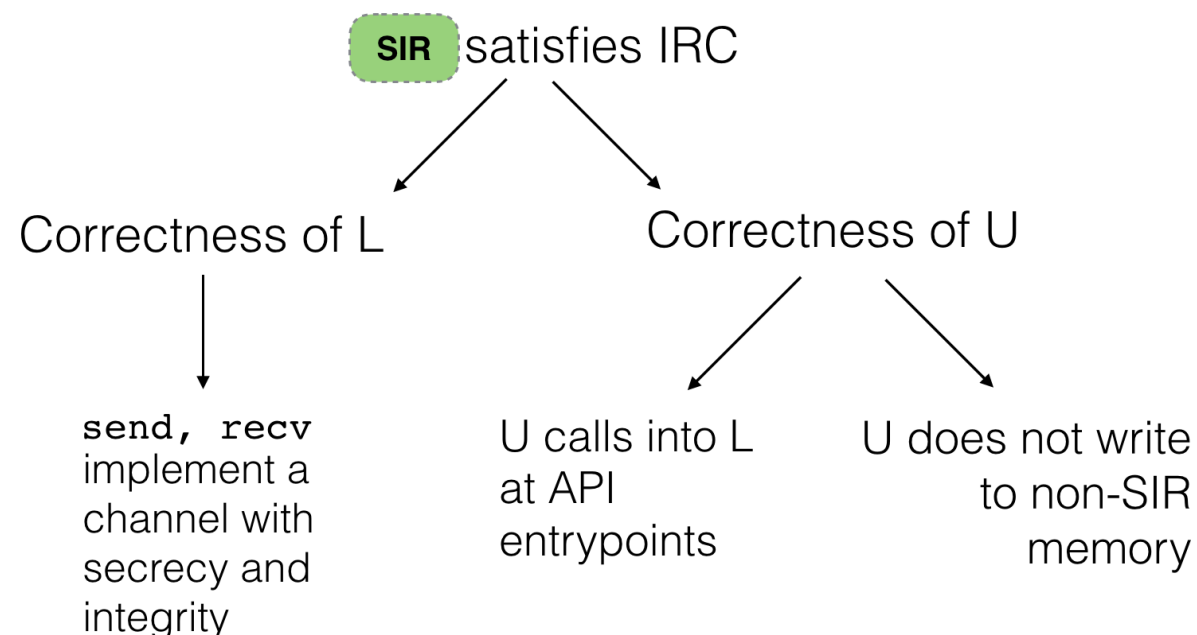 SIR satisfies IRC
Correctness of L
Correctness of U
send, recv
implement a
channel with
secrecy and
integrity
U calls into L
at API
entrypoints
U does not write
to non-SIR
memory